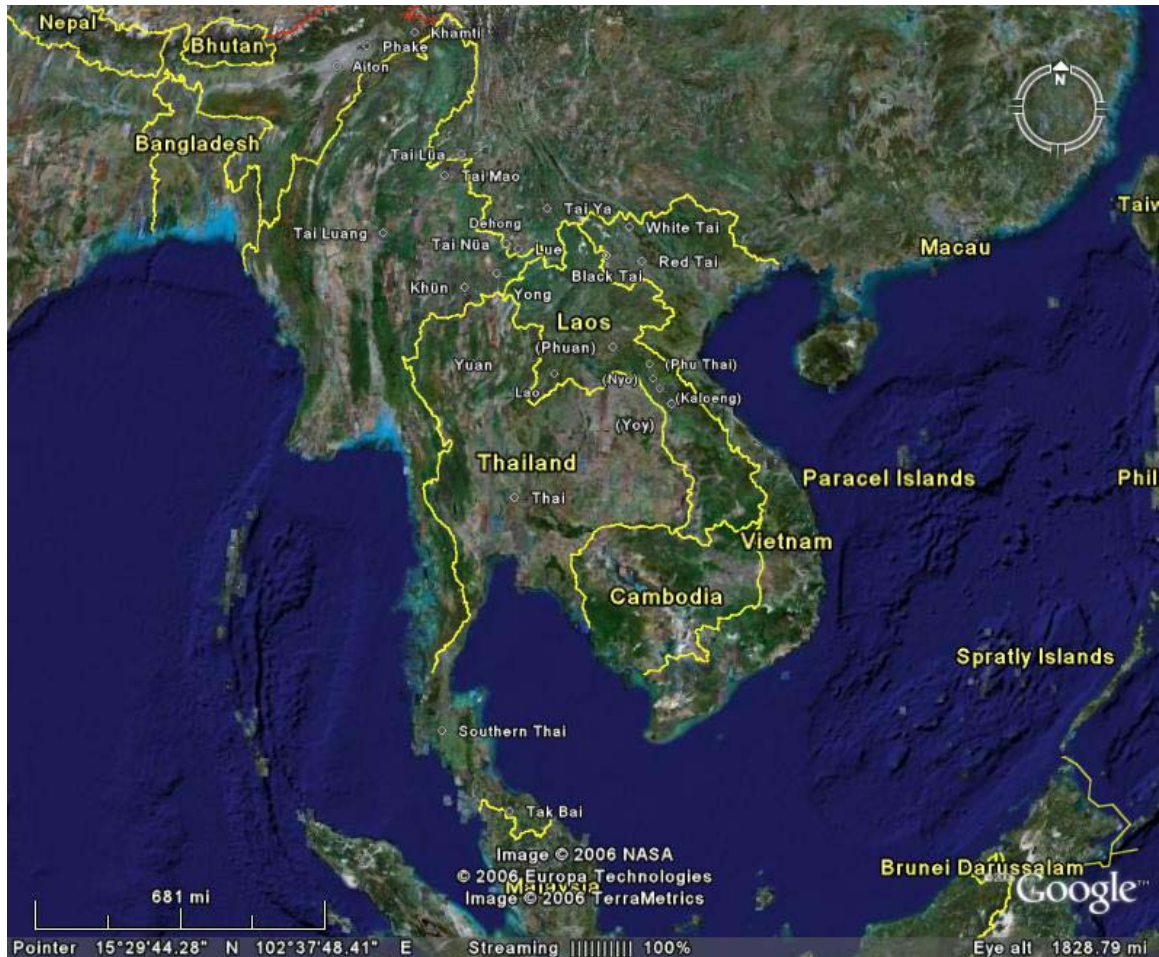 Nepal
Khamti
Bhutan
Phake
Aiton
N
Bangladesh
Tai Lüa
Tai Mao
Taiw
Tai Ya
Dehong
White Tai
Tai Luang
Tai Nüa
Lue
Macau
Red Tai
Black Tai
Khün
Yong
Laos
(Phuan)
Yuan
(Phu Thai)
(Nyo)
Lao
(Kaloeng)
(Yoy)
Thailand
Paracel Islands
Phil
Thai
Vietnam
Cambodia
Spratly Islands
Southern Thai
Tak Bai
Image © 2006 NASA
Brunei Darussalam
© 2006 Europa Technologies
Malaysia
Google™
Image © 2006 TerraMetrics
681 mi
Pointer 15°29'44.28" N 102°37'48.41" E Streaming |||||||||| 100% Eye alt 1828.79 mi